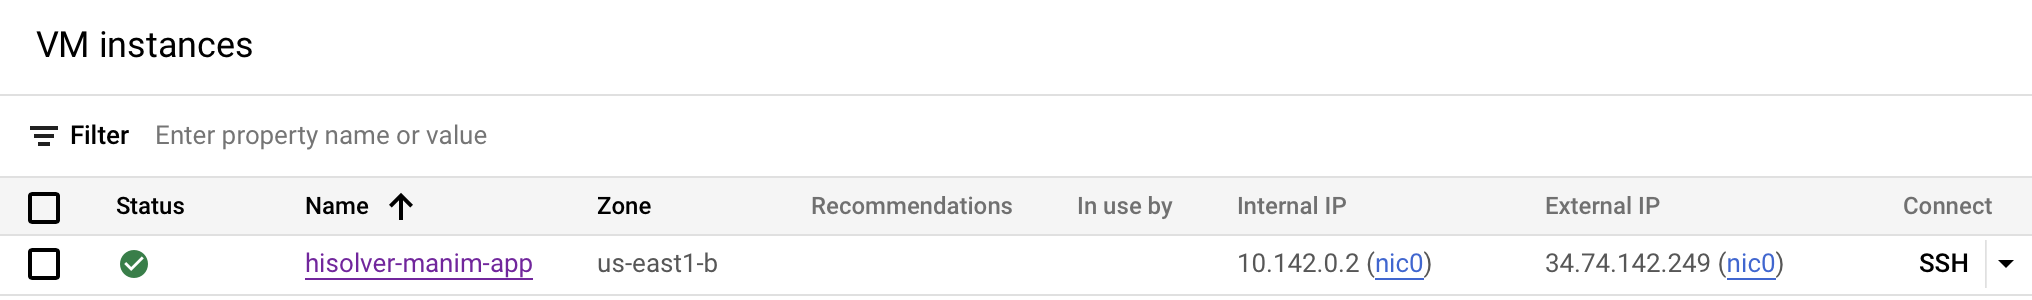 VM instances
Filter Enter property name or value
Status Name Zone Recommendations In use by Internal IP External IP Connect
hisolver-manim-app us-east1-b 10.142.0.2 (nic0) 34.74.142.249 (nic0) SSH